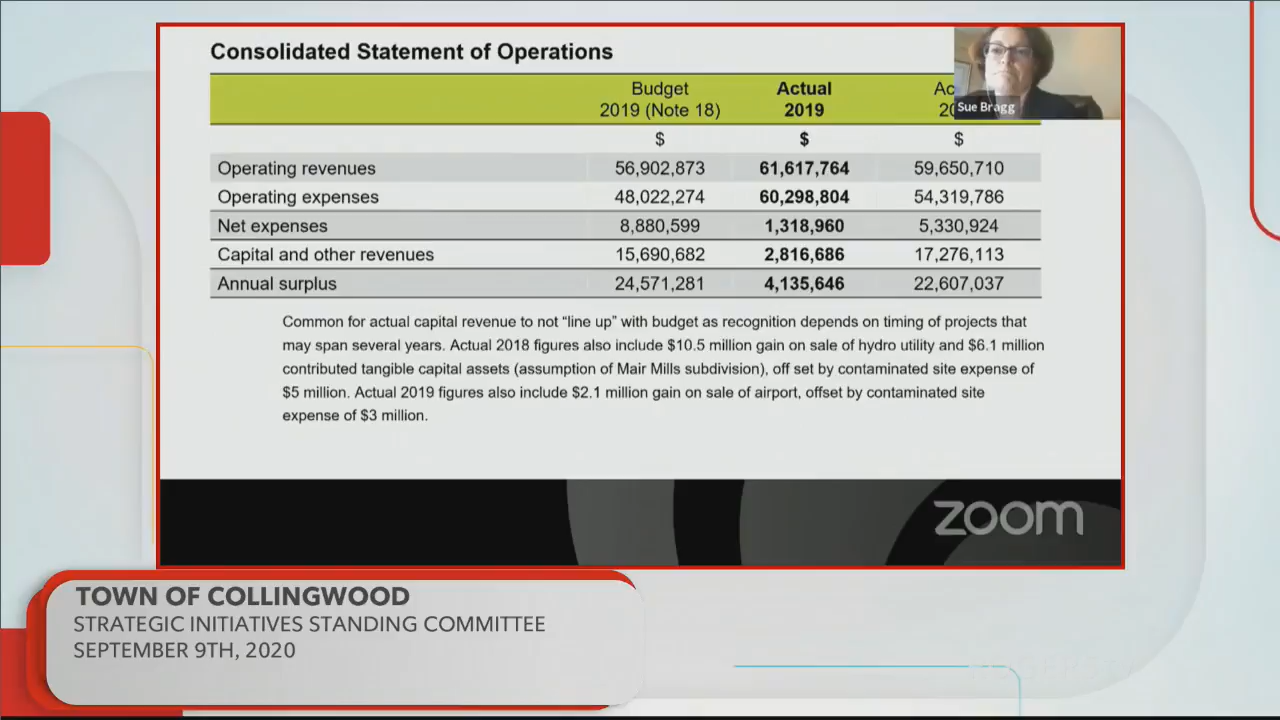 Consolidated Statement of Operations
Budget Actual
2019 (Note 18) 2019
Sue Bragg
$ $ $
Operating revenues 56,902,873 61,617,764 59,650,710
Operating expenses 48,022,274 60,298,804 54,319,786
Net expenses 8,880,599 1,318,960 5,330,924
Capital and other revenues 15,690,682 2,816,686 17,276,113
Annual surplus 24,571,281 4,135,646 22,607,037
Common for actual capital revenue to not “line up” with budget as recognition depends on timing of projects that
may span several years. Actual 2018 figures also include $10.5 million gain on sale of hydro utility and $6.1 million
contributed tangible capital assets (assumption of Mair Mills subdivision), off set by contaminated site expense of
$5 million. Actual 2019 figures also include $2.1 million gain on sale of airport, offset by contaminated site
expense of $3 million.
zoom
TOWN OF COLLINGWOOD
STRATEGIC INITIATIVES STANDING COMMITTEE
SEPTEMBER 9TH, 2020